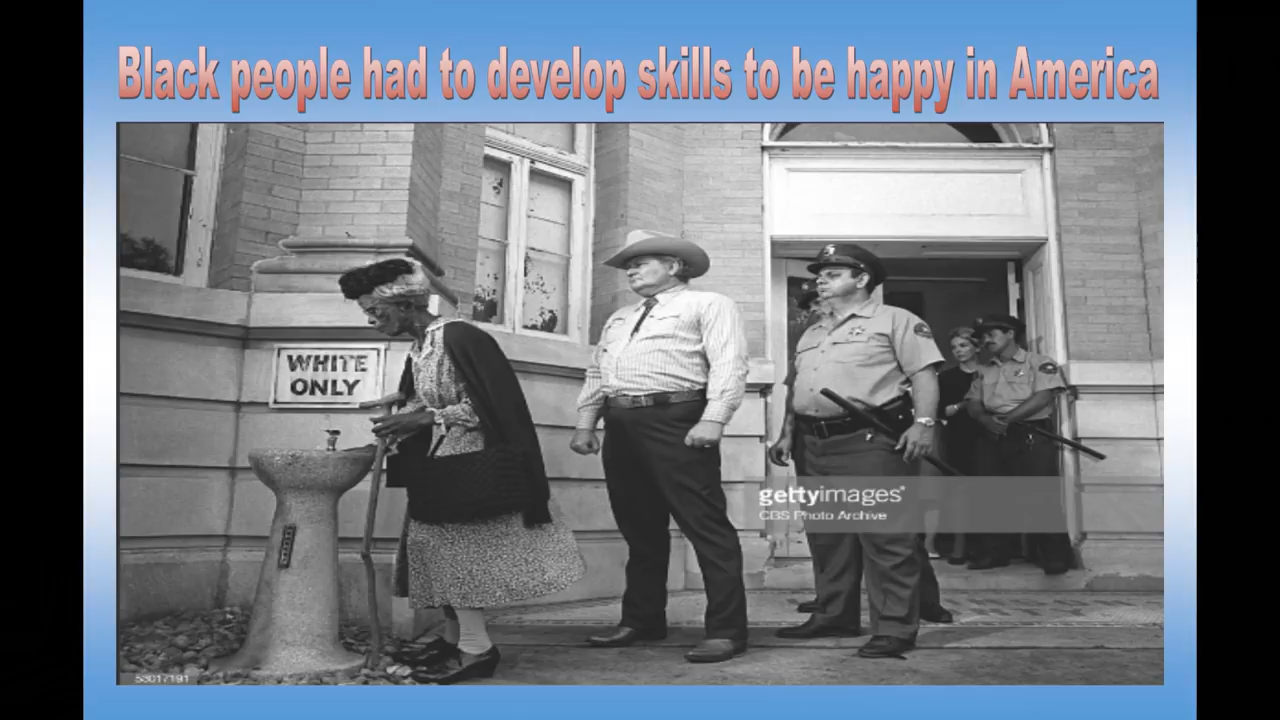 Black people had to develop skills to be happy in America
WHITE
ONLY
gettyimages®
CBS Photo Archive
53017191